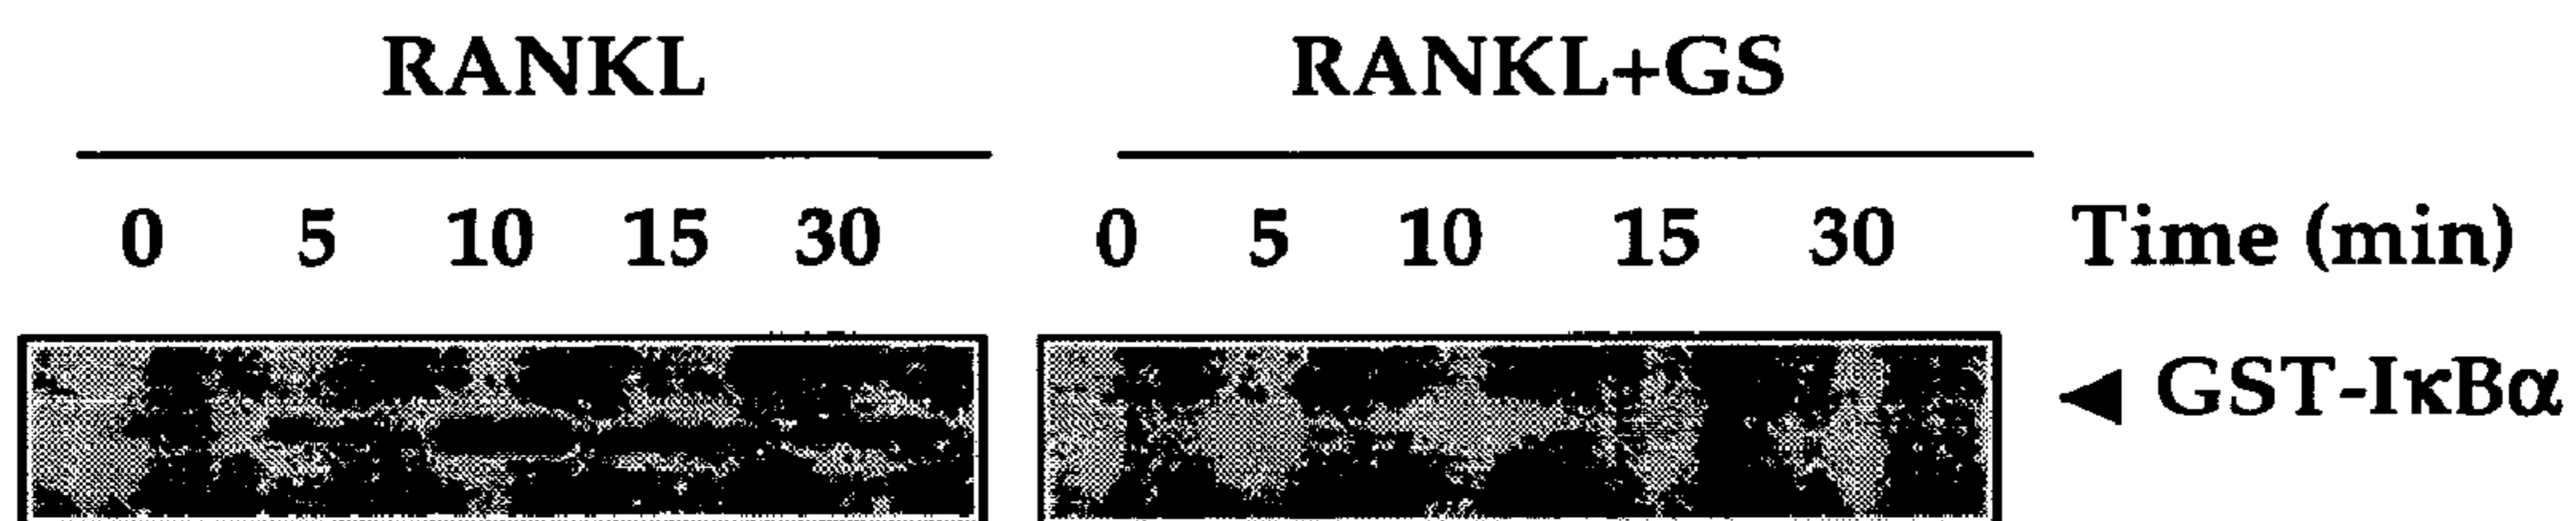 RANKL RANKL+GS
0 5 10 15 30 0 5 10 15 30 Time (min)
◄ GST-IκBα